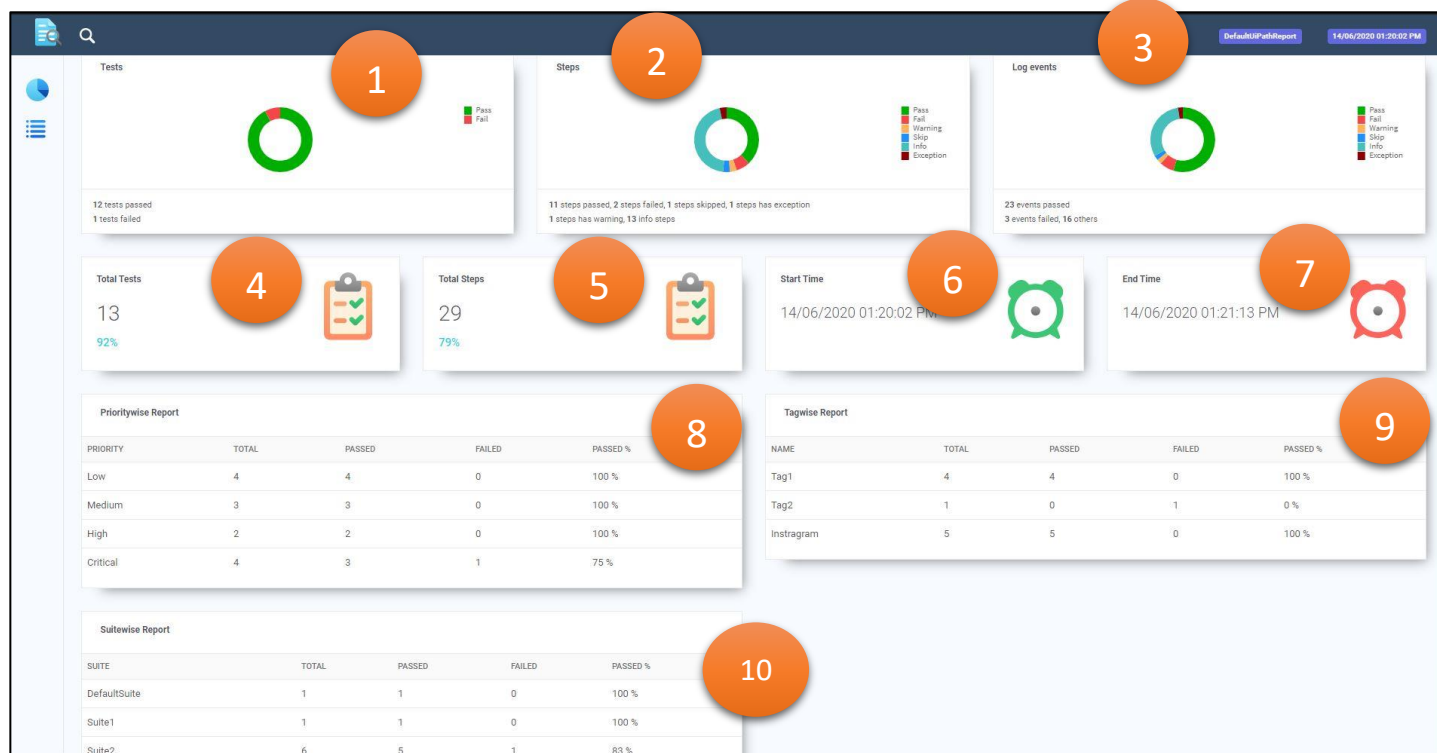 DefaultUiPathReport 14/06/2020 01:20:02 PM
1
2
3
Tests
Pass
Fail
12 tests passed
1 tests failed
Steps
Pass
Fail
Warning
Skip
Info
Exception
11 steps passed, 2 steps failed, 1 steps skipped, 1 steps has exception
1 steps has warning, 13 info steps
Log events
Pass
Fail
Warning
Skip
Info
Exception
23 events passed
3 events failed, 16 others
4
Total Tests
13
92%
5
Total Steps
29
79%
6
Start Time
14/06/2020 01:20:02 PM
7
End Time
14/06/2020 01:21:13 PM
8
Prioritywise Report
PRIORITY TOTAL PASSED FAILED PASSED %
Low 4 4 0 100 %
Medium 3 3 0 100 %
High 2 2 0 100 %
Critical 4 3 1 75 %
9
Tagwise Report
NAME TOTAL PASSED FAILED PASSED %
Tag1 4 4 0 100 %
Tag2 1 0 1 0 %
Instragram 5 5 0 100 %
10
Suitewise Report
SUITE TOTAL PASSED FAILED PASSED %
DefaultSuite 1 1 0 100 %
Suite1 1 1 0 100 %
Suite2 6 5 1 83 %